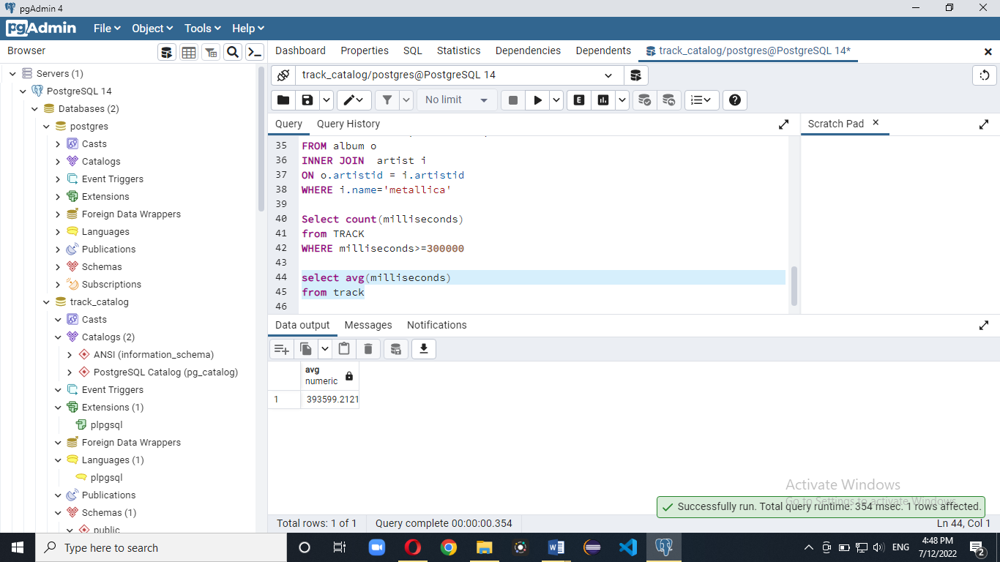 pgAdmin 4
pgAdmin File Object Tools Help
Browser
Dashboard Properties SQL Statistics Dependencies Dependents track_catalog/postgres@PostgreSQL 14*
Servers (1)
PostgreSQL 14
Databases (2)
postgres
Casts
Catalogs
Event Triggers
Extensions
Foreign Data Wrappers
Languages
Publications
Schemas
Subscriptions
track_catalog
Casts
Catalogs (2)
ANSI (information_schema)
PostgreSQL Catalog (pg_catalog)
Event Triggers
Extensions (1)
plpgsql
Foreign Data Wrappers
Languages (1)
plpgsql
Publications
Schemas (1)
public
track_catalog/postgres@PostgreSQL 14
No limit
E
Query Query History
Scratch Pad
35 FROM album o
36 INNER JOIN  artist i
37 ON o.artistid = i.artistid
38 WHERE i.name='metallica'
39
40 Select count(milliseconds)
41 from TRACK
42 WHERE milliseconds>=300000
43
44 select avg(milliseconds)
45 from track
46
Data output Messages Notifications
avg
numeric
1 393599.2121
Activate Windows
Go to Settings to activate Windows.
Successfully run. Total query runtime: 354 msec. 1 rows affected.
Total rows: 1 of 1 Query complete 00:00:00.354 Ln 44, Col 1
Type here to search
ENG
4:48 PM
7/12/2022
2